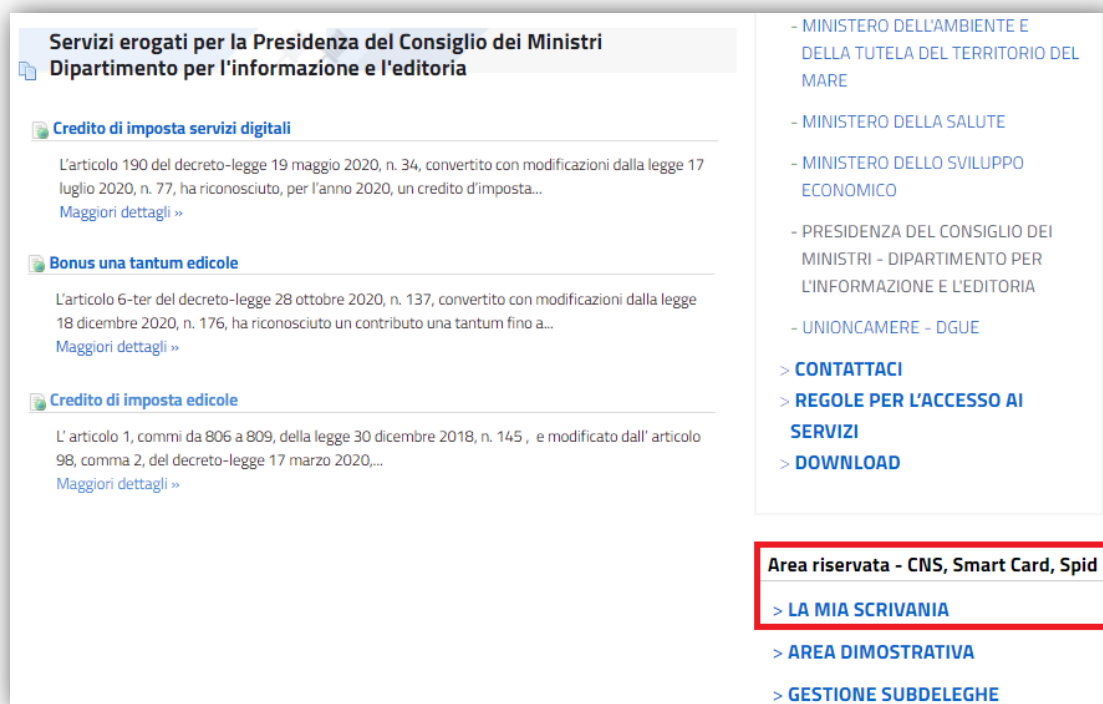 Servizi erogati per la Presidenza del Consiglio dei Ministri
Dipartimento per l'informazione e l'editoria
Credito di imposta servizi digitali
L'articolo 190 del decreto-legge 19 maggio 2020, n. 34, convertito con modificazioni dalla legge 17
luglio 2020, n. 77, ha riconosciuto, per l'anno 2020, un credito d'imposta...
Maggiori dettagli »
Bonus una tantum edicole
L'articolo 6-ter del decreto-legge 28 ottobre 2020, n. 137, convertito con modificazioni dalla legge
18 dicembre 2020, n. 176, ha riconosciuto un contributo una tantum fino a...
Maggiori dettagli »
Credito di imposta edicole
L' articolo 1, commi da 806 a 809, della legge 30 dicembre 2018, n. 145 , e modificato dall' articolo
98, comma 2, del decreto-legge 17 marzo 2020,...
Maggiori dettagli »
- MINISTERO DELL'AMBIENTE E
DELLA TUTELA DEL TERRITORIO DEL
MARE
- MINISTERO DELLA SALUTE
- MINISTERO DELLO SVILUPPO
ECONOMICO
- PRESIDENZA DEL CONSIGLIO DEI
MINISTRI - DIPARTIMENTO PER
L'INFORMAZIONE E L'EDITORIA
- UNIONCAMERE - DGUE
> CONTATTACI
> REGOLE PER L'ACCESSO AI
SERVIZI
> DOWNLOAD
Area riservata - CNS, Smart Card, Spid
> LA MIA SCRIVANIA
> AREA DIMOSTRATIVA
> GESTIONE SUBDELEGHE